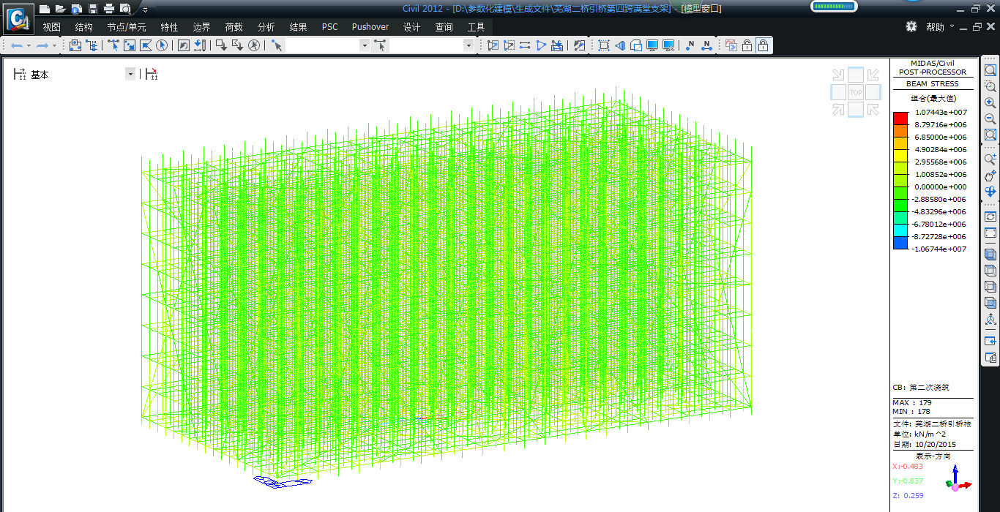 Civil 2012 - [D:\参数化建模\生成文件\芜湖二桥引桥第四跨满堂支架] - [模型窗口]
视图 结构 节点/单元 特性 边界 荷载 分析 结果 PSC Pushover 设计 查询 工具 帮助
基本
TOP
MIDAS/Civil
POST-PROCESSOR
BEAM STRESS
组合(最大值)
1.07443e+007
8.79716e+006
6.85000e+006
4.90284e+006
2.95568e+006
1.00852e+006
0.00000e+000
-2.88580e+006
-4.83296e+006
-6.78012e+006
-8.72728e+006
-1.06744e+007
CB: 第二次浇筑
MAX : 179
MIN : 178
文件: 芜湖二桥引桥
单位: kN/m^2
日期: 10/20/2015
表示-方向
X:-0.483
Y:-0.837
Z: 0.259